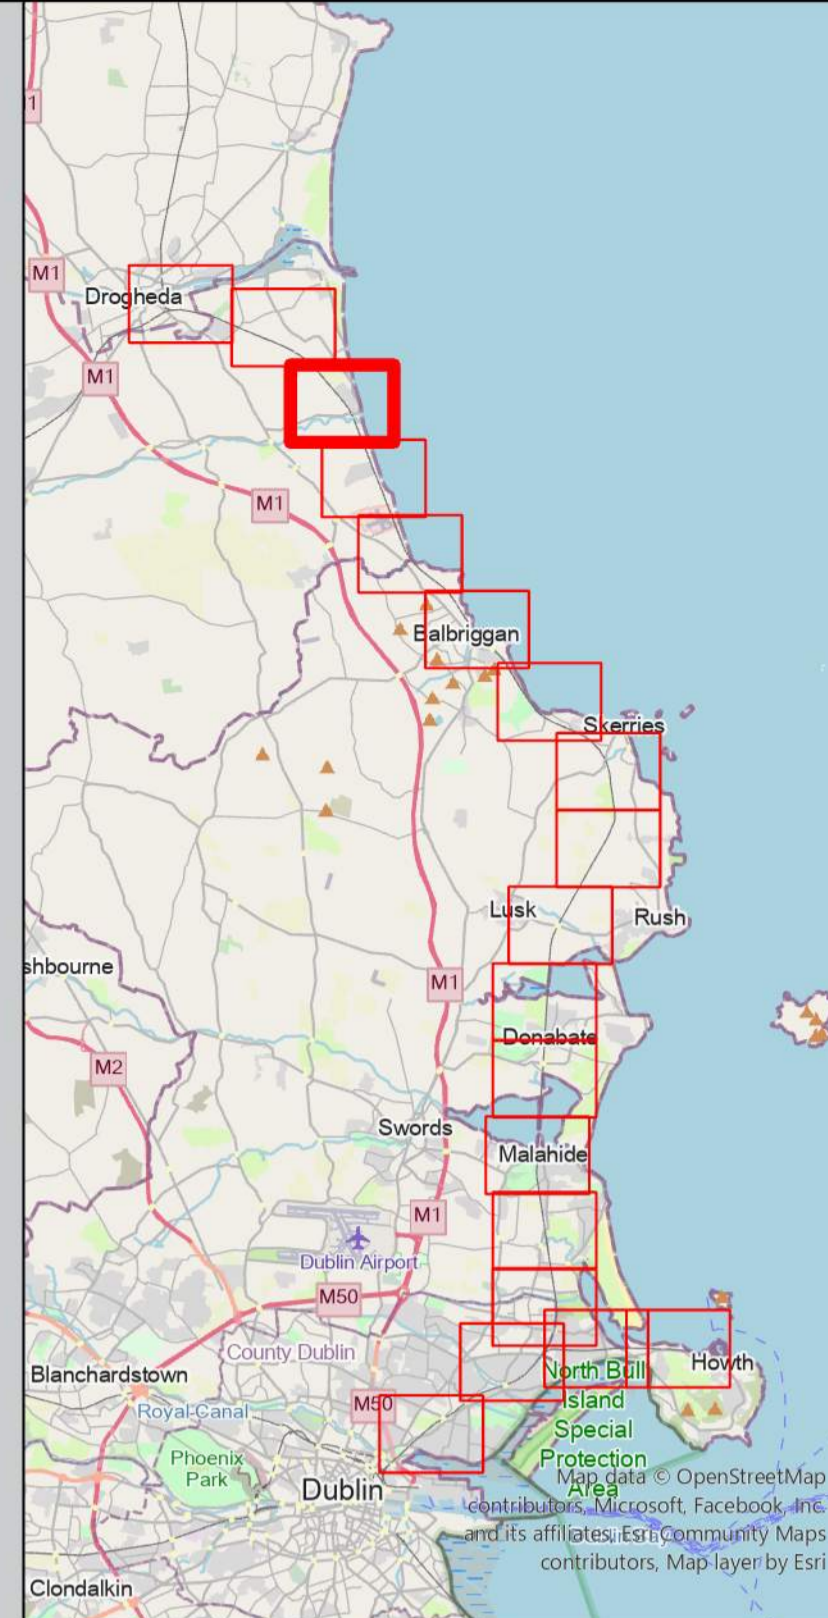 11
M1
Drogheda
M1
M1
Balbriggan
Skerries
Lusk
Rush
shbourne
M1
Donabate
M2
Swords
Malahide
M1
Dublin Airport
M50
County Dublin
Blanchardstown
Howth
North Bull
Island
Special
Protection
Area
Royal Canal
M50
Phoenix
Park
Dublin
Map data © OpenStreetMap
contributors, Microsoft, Facebook, Inc.
and its affiliates, Esri Community Maps
contributors, Map layer by Esri
Clondalkin